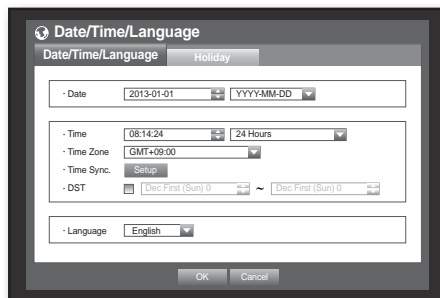 Date/Time/Language
Date/Time/Language Holiday
· Date 2013-01-01 YYYY-MM-DD
· Time 08:14:24 24 Hours
· Time Zone GMT+09:00
· Time Sync. Setup
· DST Dec First (Sun) 0 ~ Dec First (Sun) 0
· Language English
OK Cancel